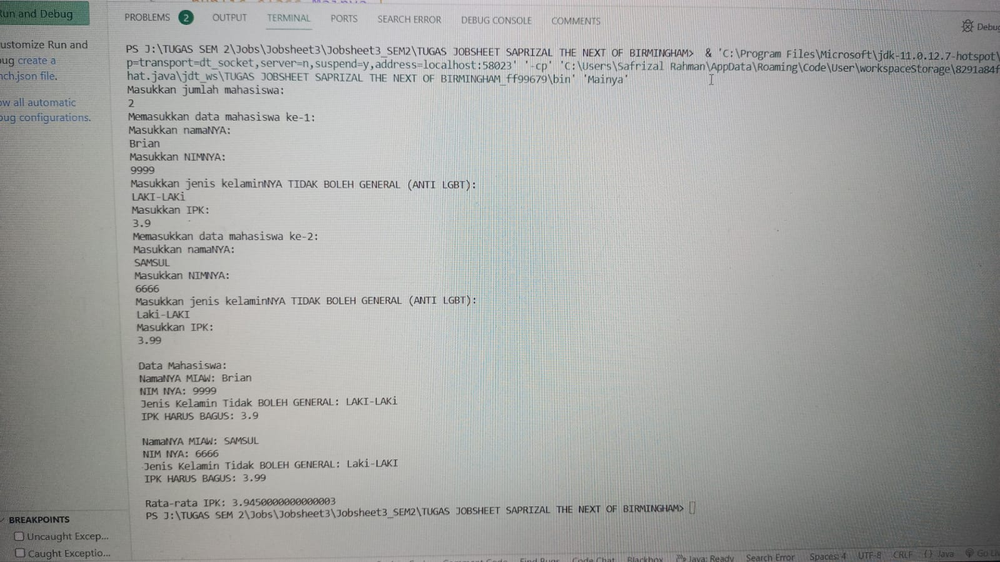 Run and Debug
PROBLEMS 2 OUTPUT TERMINAL PORTS SEARCH ERROR DEBUG CONSOLE COMMENTS
Debug
ustomize Run and
ug create a
nch.json file.
ow all automatic
bug configurations.
PS J:\TUGAS SEM 2\Jobs\Jobsheet3\Jobsheet3_SEM2\TUGAS JOBSHEET SAPRIZAL THE NEXT OF BIRMINGHAM> & 'C:\Program Files\Microsoft\jdk-11.0.12.7-hotspot\
p=transport=dt_socket,server=n,suspend=y,address=localhost:58023' '-cp' 'C:\Users\Safrizal Rahman\AppData\Roaming\Code\User\workspaceStorage\8291a84f
hat.java\jdt_ws\TUGAS JOBSHEET SAPRIZAL THE NEXT OF BIRMINGHAM_ff99679\bin' 'Mainya'
Masukkan jumlah mahasiswa:
2
Memasukkan data mahasiswa ke-1:
Masukkan namaNYA:
Brian
Masukkan NIMNYA:
9999
Masukkan jenis kelaminNYA TIDAK BOLEH GENERAL (ANTI LGBT):
LAKI-LAKi
Masukkan IPK:
3.9
Memasukkan data mahasiswa ke-2:
Masukkan namaNYA:
SAMSUL
Masukkan NIMNYA:
6666
Masukkan jenis kelaminNYA TIDAK BOLEH GENERAL (ANTI LGBT):
Laki-LAKI
Masukkan IPK:
3.99
Data Mahasiswa:
NamaNYA MIAW: Brian
NIM NYA: 9999
Jenis Kelamin Tidak BOLEH GENERAL: LAKI-LAKi
IPK HARUS BAGUS: 3.9
NamaNYA MIAW: SAMSUL
NIM NYA: 6666
Jenis Kelamin Tidak BOLEH GENERAL: Laki-LAKI
IPK HARUS BAGUS: 3.99
Rata-rata IPK: 3.9450000000000003
PS J:\TUGAS SEM 2\Jobs\Jobsheet3\Jobsheet3_SEM2\TUGAS JOBSHEET SAPRIZAL THE NEXT OF BIRMINGHAM>
BREAKPOINTS
Uncaught Excep...
Caught Exceptio...
Find Bugs Code Chat Blackbox Java: Ready Search Error Spaces: 4 UTF-8 CRLF {} Java Go Liv